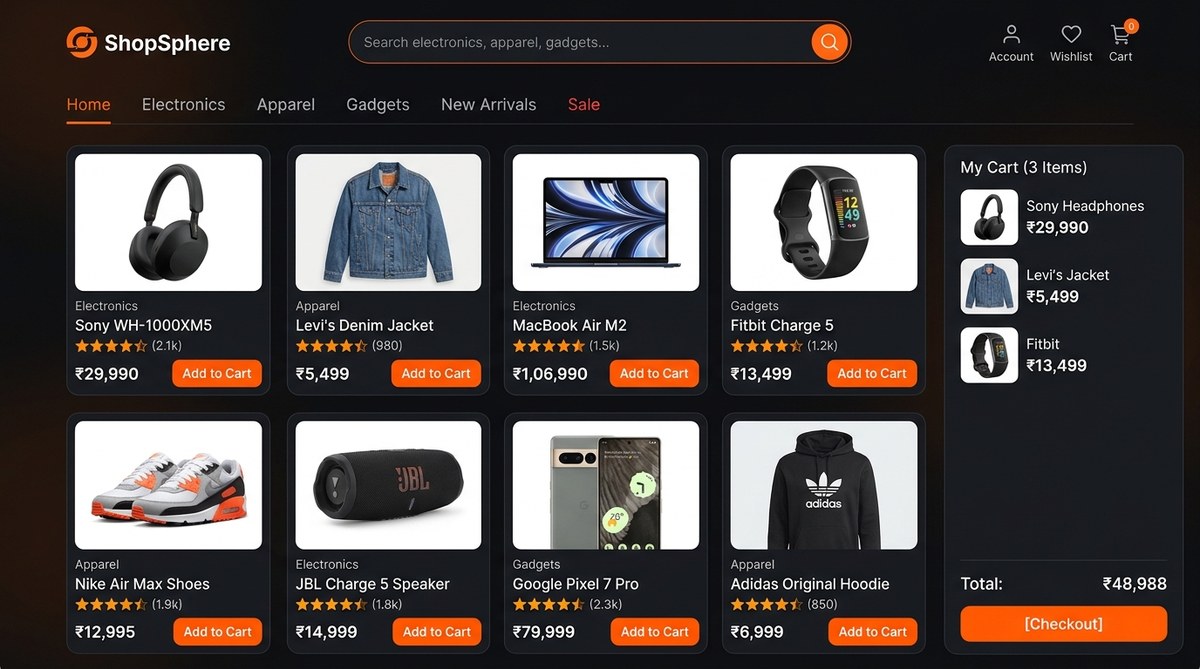 ShopSphere
Search electronics, apparel, gadgets...
Account
Wishlist
0
Cart
Home
Electronics
Apparel
Gadgets
New Arrivals
Sale
Electronics
Sony WH-1000XM5
(2.1k)
₹29,990
Add to Cart
Apparel
Levi's Denim Jacket
(980)
₹5,499
Add to Cart
Electronics
MacBook Air M2
(1.5k)
₹1,06,990
Add to Cart
12
49
Gadgets
Fitbit Charge 5
(1.2k)
₹13,499
Add to Cart
Apparel
Nike Air Max Shoes
(1.9k)
₹12,995
Add to Cart
JBL
Electronics
JBL Charge 5 Speaker
(1.8k)
₹14,999
Add to Cart
Gadgets
Google Pixel 7 Pro
(2.3k)
₹79,999
Add to Cart
adidas
Apparel
Adidas Original Hoodie
(850)
₹6,999
Add to Cart
My Cart (3 Items)
Sony Headphones
₹29,990
Levi's Jacket
₹5,499
Fitbit
₹13,499
Total:
₹48,988
[Checkout]